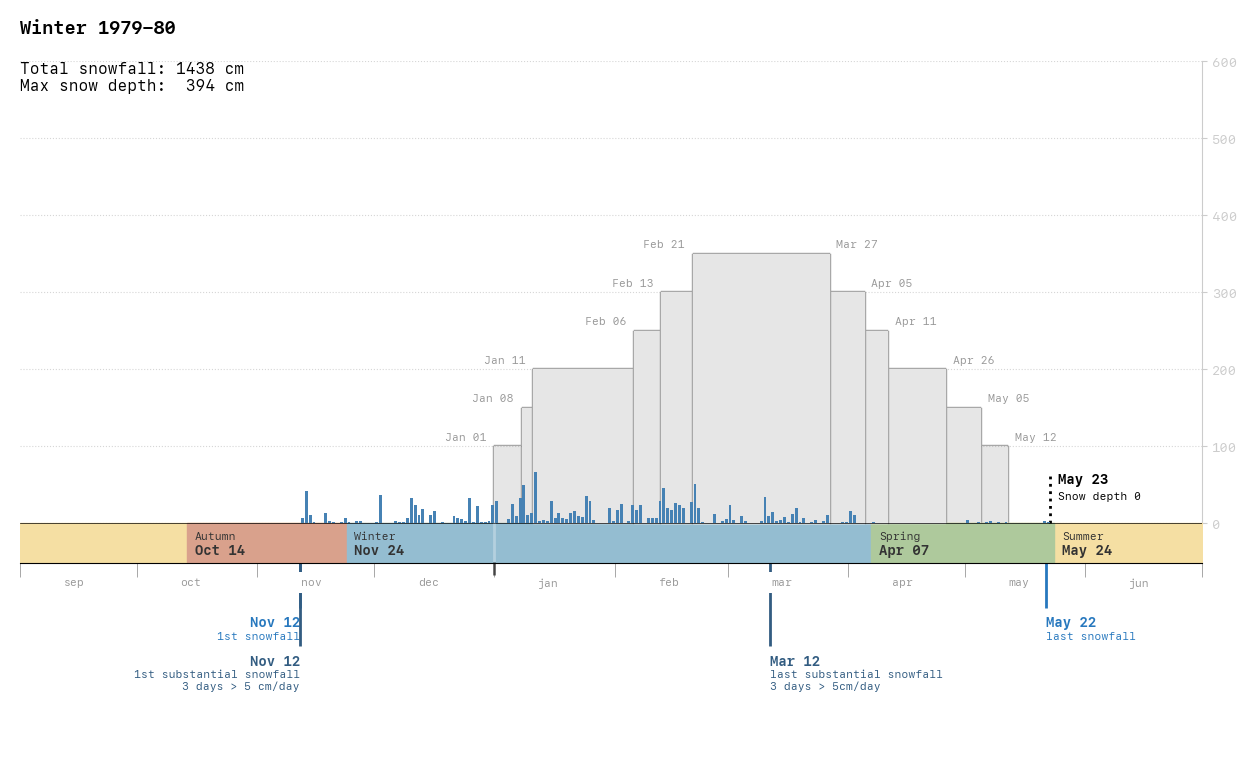 Winter 1979–80
Total snowfall: 1438 cm
Max snow depth: 394 cm
600
500
400
300
200
100
0
Feb 21
Mar 27
Feb 13
Apr 05
Feb 06
Apr 11
Jan 11
Apr 26
Jan 08
May 05
Jan 01
May 12
May 23
Snow depth 0
Autumn
Oct 14
Winter
Nov 24
Spring
Apr 07
Summer
May 24
sep oct nov dec jan feb mar apr may jun
Nov 12
1st snowfall
Nov 12
1st substantial snowfall
3 days > 5 cm/day
Mar 12
last substantial snowfall
3 days > 5cm/day
May 22
last snowfall